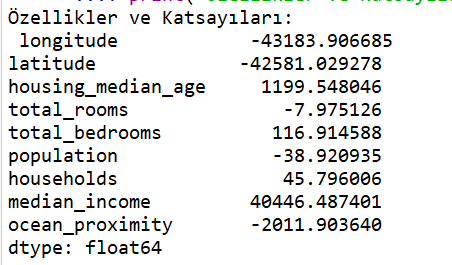 Özellikler ve Katsayıları:
longitude -43183.906685
latitude -42581.029278
housing_median_age 1199.548046
total_rooms -7.975126
total_bedrooms 116.914588
population -38.920935
households 45.796006
median_income 40446.487401
ocean_proximity -2011.903640
dtype: float64